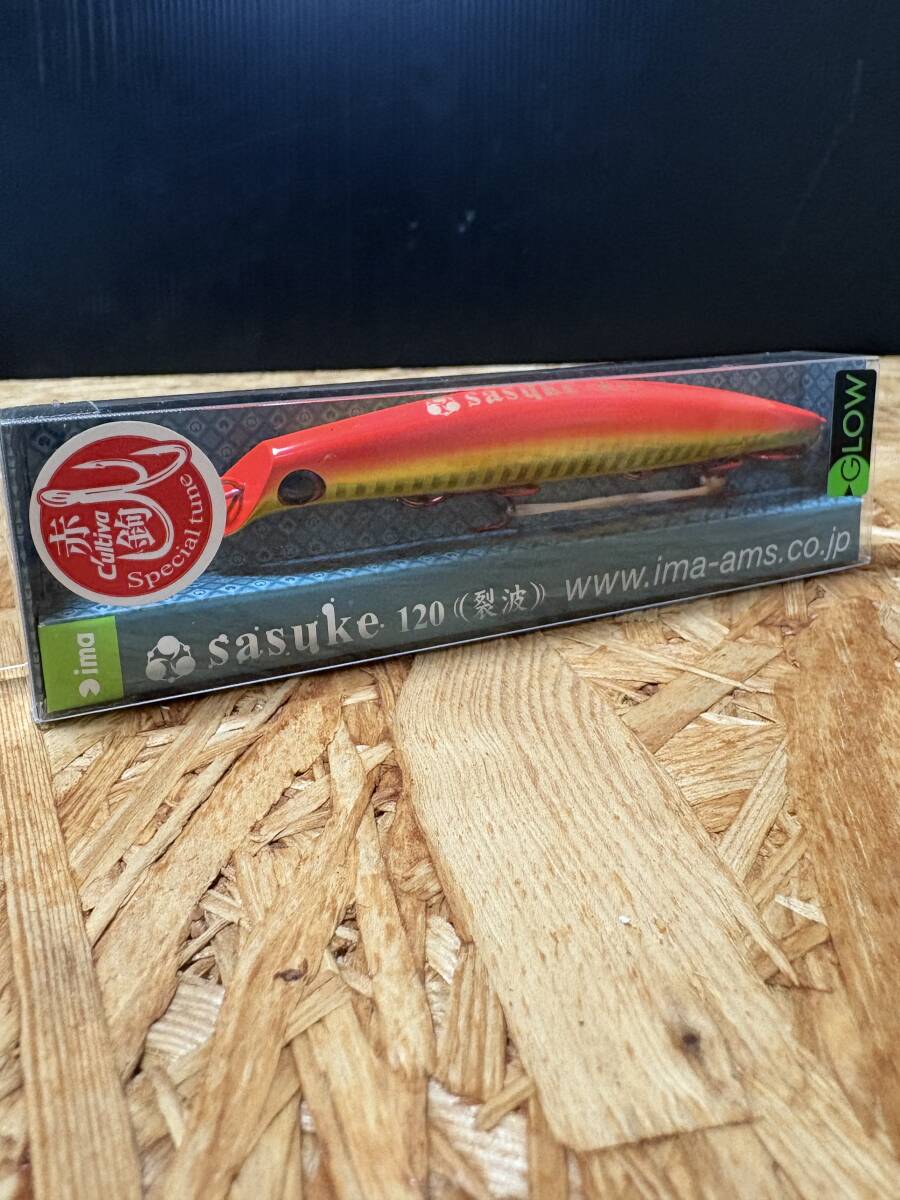 sasuke
GLOW
赤鉤
Cultiva
Special tune
ima
sasuke 120 ((裂波))
www.ima-ams.co.jp